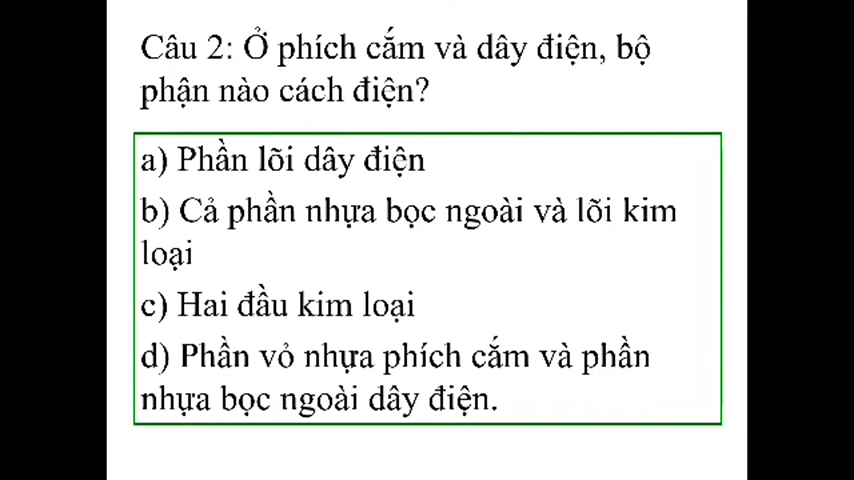 Câu 2: Ở phích cắm và dây điện, bộ
phận nào cách điện?
a) Phần lõi dây điện
b) Cả phần nhựa bọc ngoài và lõi kim
loại
c) Hai đầu kim loại
d) Phần vỏ nhựa phích cắm và phần
nhựa bọc ngoài dây điện.